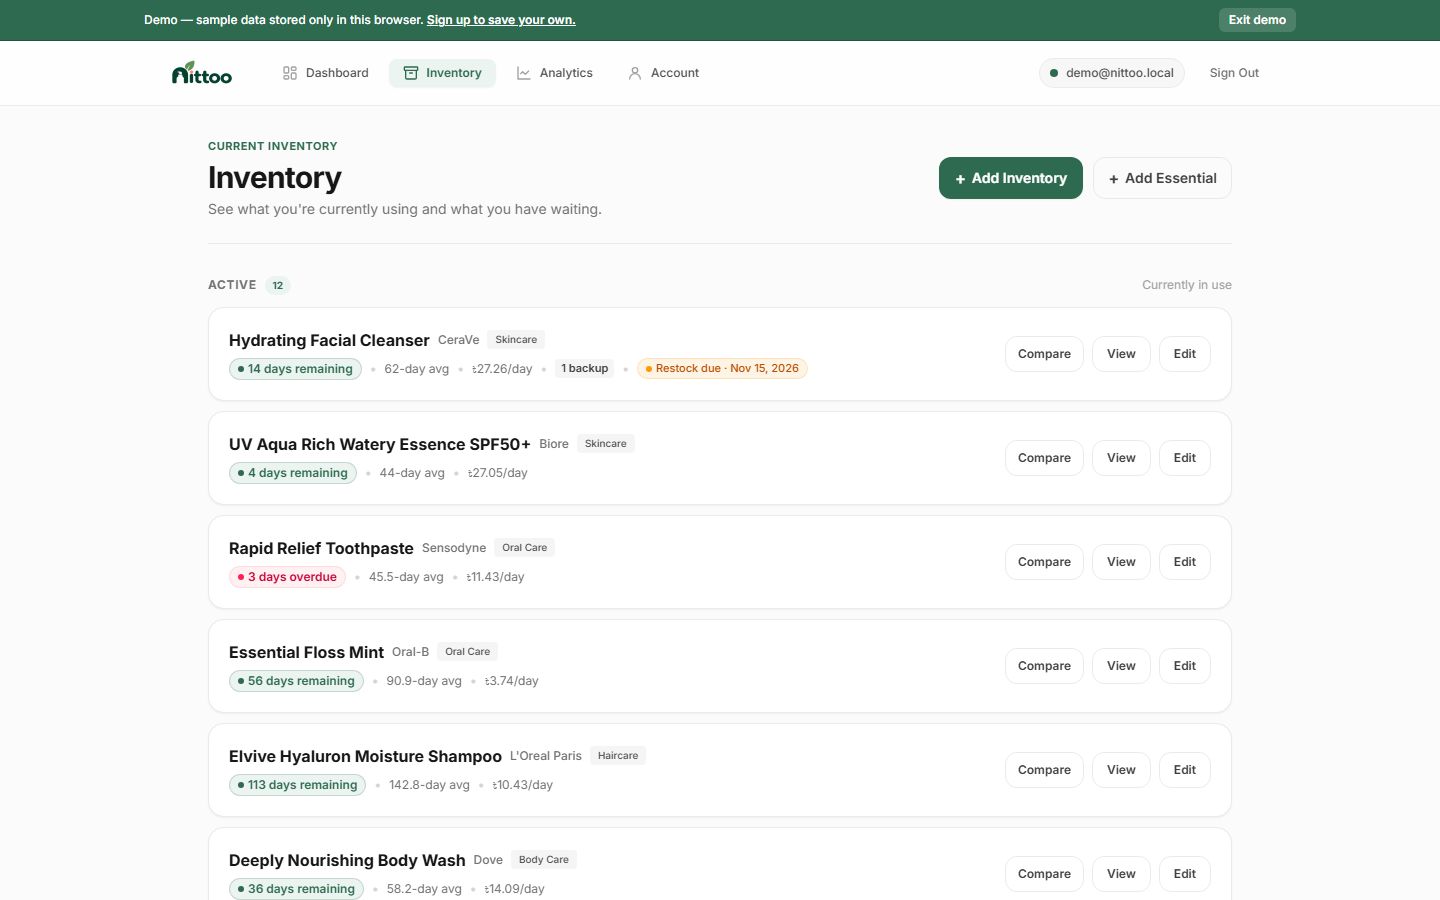 Demo — sample data stored only in this browser. Sign up to save your own.
Exit demo
Nittoo
Dashboard
Inventory
Analytics
Account
demo@nittoo.local
Sign Out
CURRENT INVENTORY
Inventory
See what you're currently using and what you have waiting.
+ Add Inventory
+ Add Essential
ACTIVE 12
Currently in use
Hydrating Facial Cleanser CeraVe Skincare
14 days remaining • 62-day avg • ৳27.26/day • 1 backup • Restock due · Nov 15, 2026
Compare View Edit
UV Aqua Rich Watery Essence SPF50+ Biore Skincare
4 days remaining • 44-day avg • ৳27.05/day
Compare View Edit
Rapid Relief Toothpaste Sensodyne Oral Care
3 days overdue • 45.5-day avg • ৳11.43/day
Compare View Edit
Essential Floss Mint Oral-B Oral Care
56 days remaining • 90.9-day avg • ৳3.74/day
Compare View Edit
Elvive Hyaluron Moisture Shampoo L'Oreal Paris Haircare
113 days remaining • 142.8-day avg • ৳10.43/day
Compare View Edit
Deeply Nourishing Body Wash Dove Body Care
36 days remaining • 58.2-day avg • ৳14.09/day
Compare View Edit